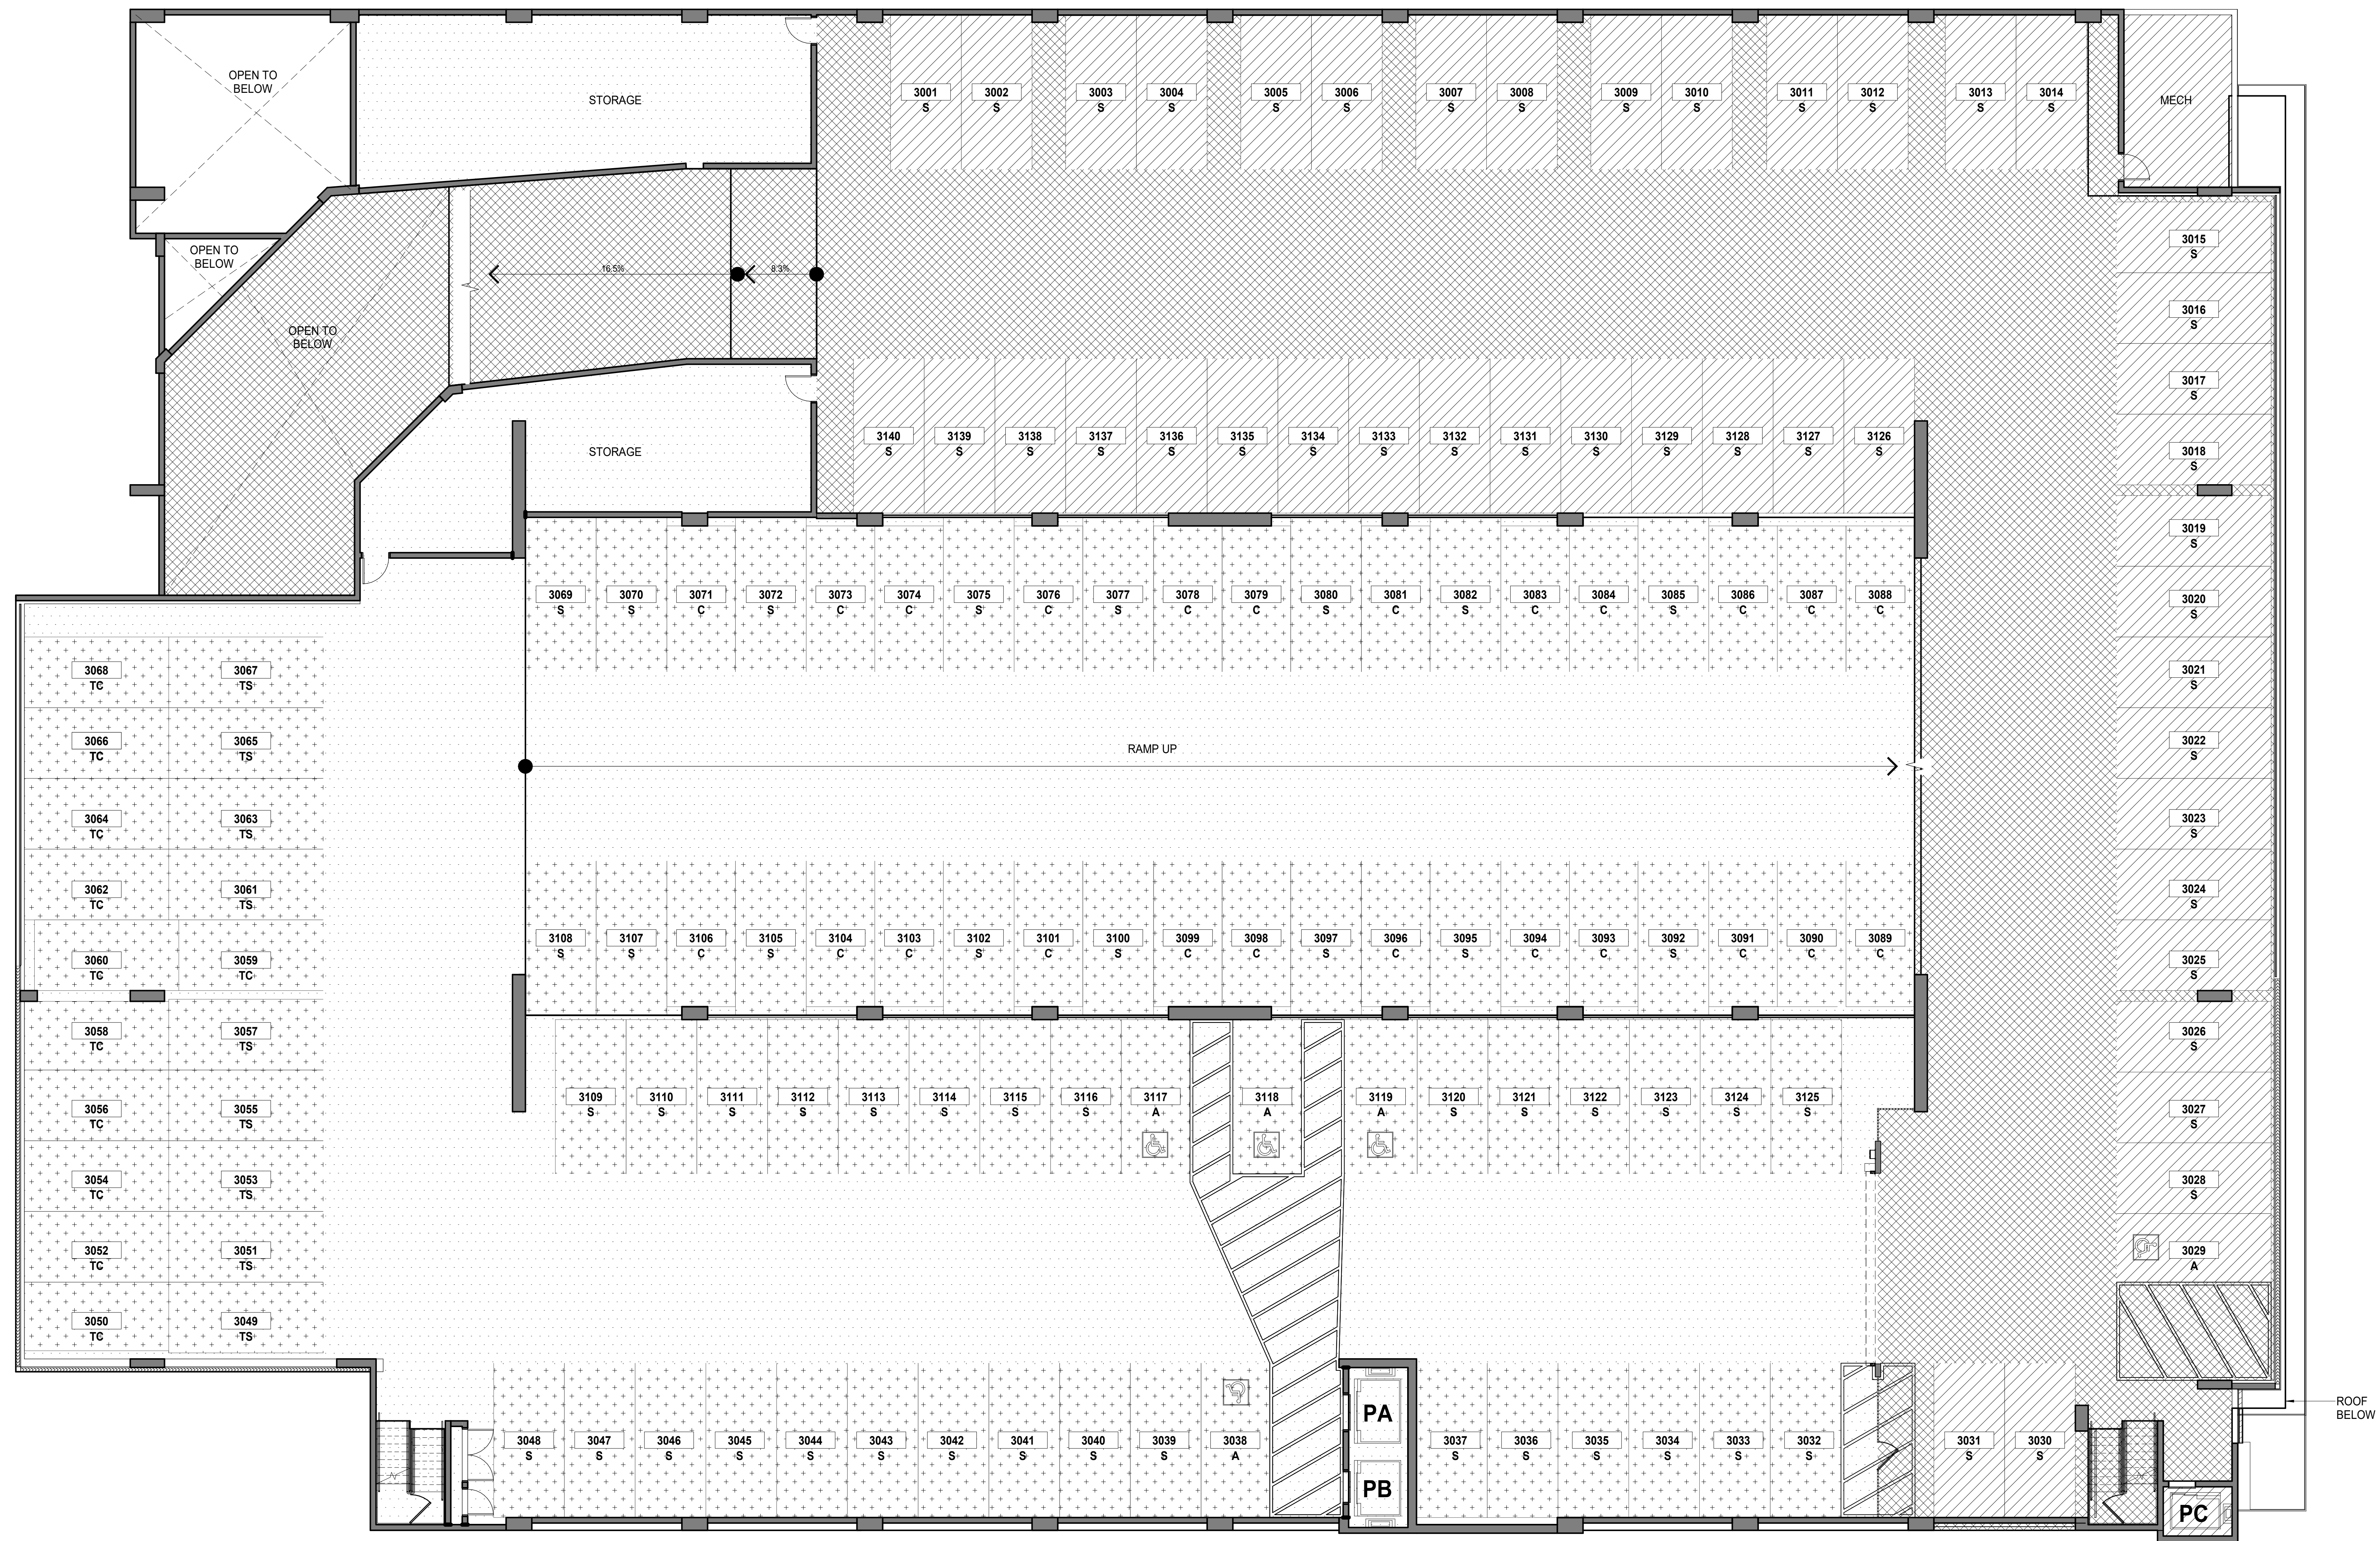 OPEN TO
BELOW
STORAGE
3001
S
3002
S
3003
S
3004
S
3005
S
3006
S
3007
S
3008
S
3009
S
3010
S
3011
S
3012
S
3013
S
3014
S
MECH
OPEN TO
BELOW
16.5%
8.3%
OPEN TO
BELOW
3015
S
3016
S
3017
S
3018
S
3140
S
3139
S
3138
S
3137
S
3136
S
3135
S
3134
S
3133
S
3132
S
3131
S
3130
S
3129
S
3128
S
3127
S
3126
S
STORAGE
3019
S
3020
S
3021
S
3022
S
3023
S
3024
S
3025
S
3026
S
3027
S
3028
S
3029
A
3069
S
3070
S
3071
C
3072
S
3073
C
3074
C
3075
S
3076
C
3077
S
3078
C
3079
C
3080
S
3081
C
3082
S
3083
C
3084
C
3085
S
3086
C
3087
C
3088
C
3068
TC
3067
TS
3066
TC
3065
TS
3064
TC
3063
TS
3062
TC
3061
TS
3060
TC
3059
TC
3058
TC
3057
TS
3056
TC
3055
TS
3054
TC
3053
TS
3052
TC
3051
TS
3050
TC
3049
TS
RAMP UP
3108
S
3107
S
3106
C
3105
S
3104
C
3103
C
3102
S
3101
C
3100
S
3099
C
3098
C
3097
S
3096
C
3095
S
3094
C
3093
C
3092
S
3091
C
3090
C
3089
C
3109
S
3110
S
3111
S
3112
S
3113
S
3114
S
3115
S
3116
S
3117
A
3118
A
3119
A
3120
S
3121
S
3122
S
3123
S
3124
S
3125
S
3048
S
3047
S
3046
S
3045
S
3044
S
3043
S
3042
S
3041
S
3040
S
3039
S
3038
A
PA
PB
3037
S
3036
S
3035
S
3034
S
3033
S
3032
S
3031
S
3030
S
PC
ROOF
BELOW